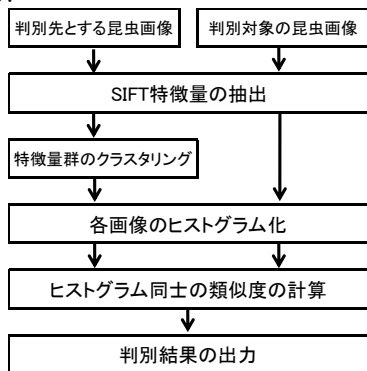 判別先とする昆虫画像
判別対象の昆虫画像
SIFT特徴量の抽出
特徴量群のクラスタリング
各画像のヒストグラム化
ヒストグラム同士の類似度の計算
判別結果の出力